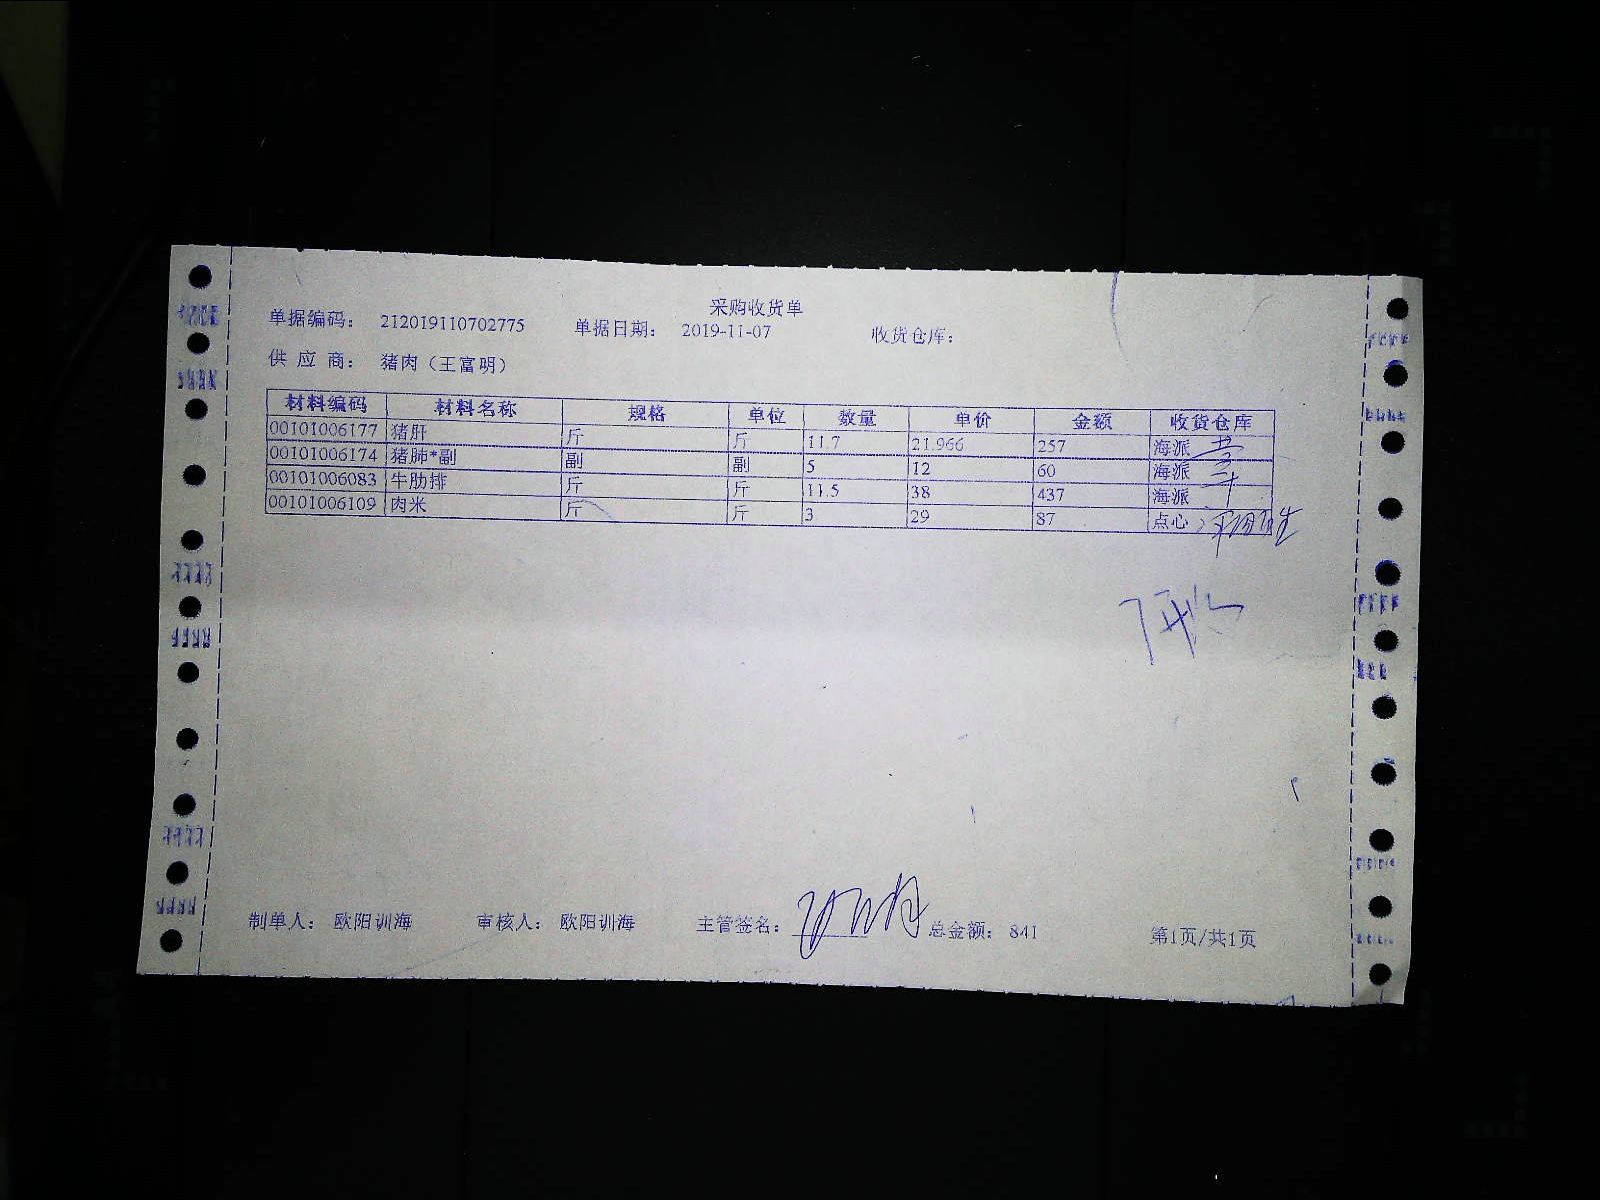 采购收货单
单据编码： 212019110702775 单据日期： 2019-11-07 收货仓库：
供 应 商： 猪肉（王富明）
材料编码 材料名称 规格 单位 数量 单价 金额 收货仓库
00101006177 猪肝 斤 斤 11.7 21.966 257 海派
00101006174 猪肺*副 副 副 5 12 60 海派
00101006083 牛肋排 斤 斤 11.5 38 437 海派
00101006109 肉米 斤 斤 3 29 87 点心
制单人： 欧阳训海 审核人： 欧阳训海 主管签名： 总金额： 841 第1页/共1页